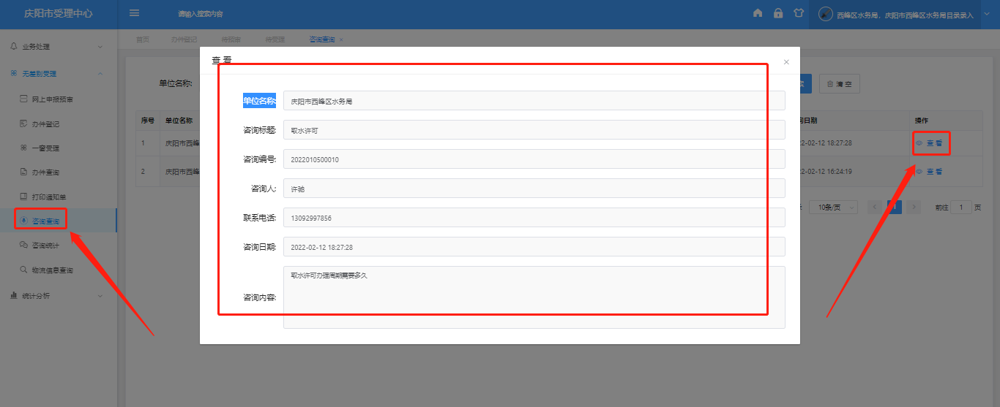 庆阳市受理中心
请输入搜索内容
西峰区水务局，庆阳市西峰区水务局目录录入
业务处理
无差别受理
网上申报预审
办件登记
一窗受理
办件查询
打印通知单
咨询查询
咨询统计
物流信息查询
统计分析
首页 办件登记 待预审 待受理 咨询查询
单位名称:
清 空
序号 单位名称 日期 操作
1 庆阳市西峰 2-02-12 18:27:28 查 看
2 庆阳市西峰 2-02-12 16:24:19 查 看
10条/页 1 前往 1 页
查 看
单位名称: 庆阳市西峰区水务局
咨询标题: 取水许可
咨询编号: 2022010500010
咨询人: 许驰
联系电话: 13092997856
咨询日期: 2022-02-12 18:27:28
咨询内容: 取水许可办理周期需要多久